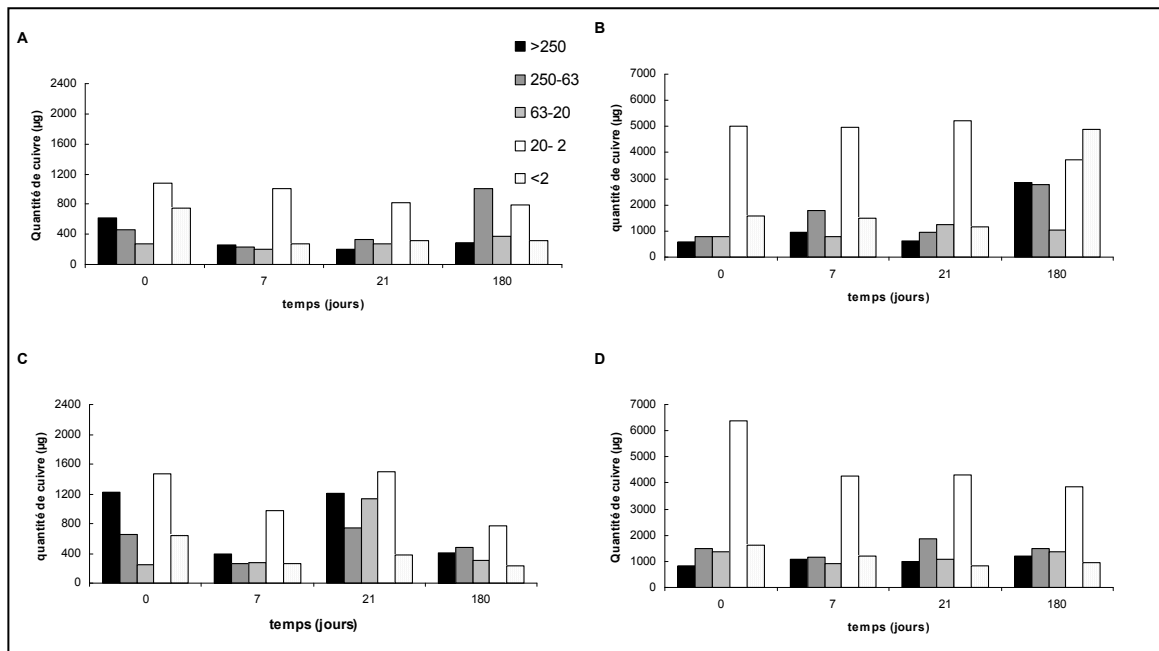 A
>250
250-63
63-20
20- 2
<2
Quantité de cuivre (µg)
2400
2000
1600
1200
800
400
0
0 7 21 180
temps (jours)
B
quantité de cuivre (µg)
7000
6000
5000
4000
3000
2000
1000
0
0 7 21 180
temps (jours)
C
quantité de cuivre (µg)
2400
2000
1600
1200
800
400
0
0 7 21 180
temps (jours)
D
Quantité de cuivre (µg)
7000
6000
5000
4000
3000
2000
1000
0
0 7 21 180
temps (jours)